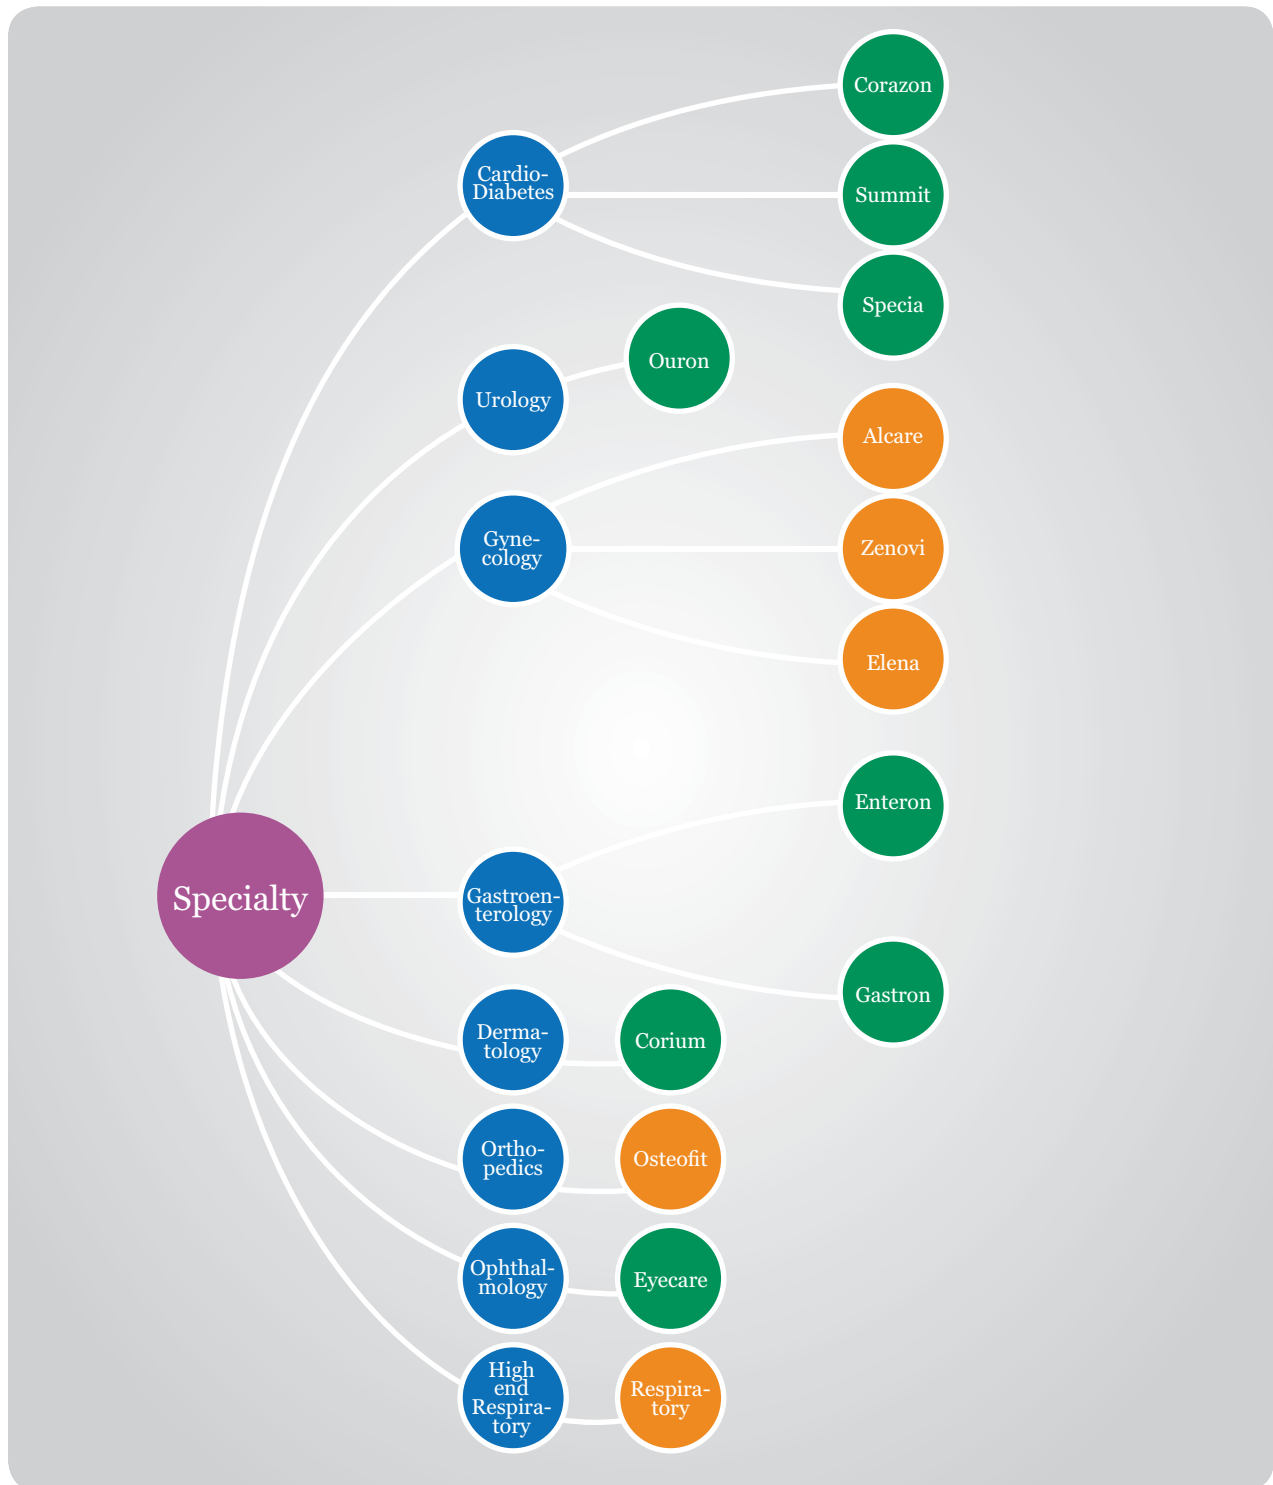 Corazon
Cardio-
Diabetes
Summit
Specia
Ouron
Urology
Alcare
Gyne-
cology
Zenovi
Elena
Enteron
Specialty
Gastroen-
terology
Gastron
Derma-
tology
Corium
Ortho-
pedics
Osteofit
Ophthal-
mology
Eyecare
High
end
Respira-
tory
Respira-
tory